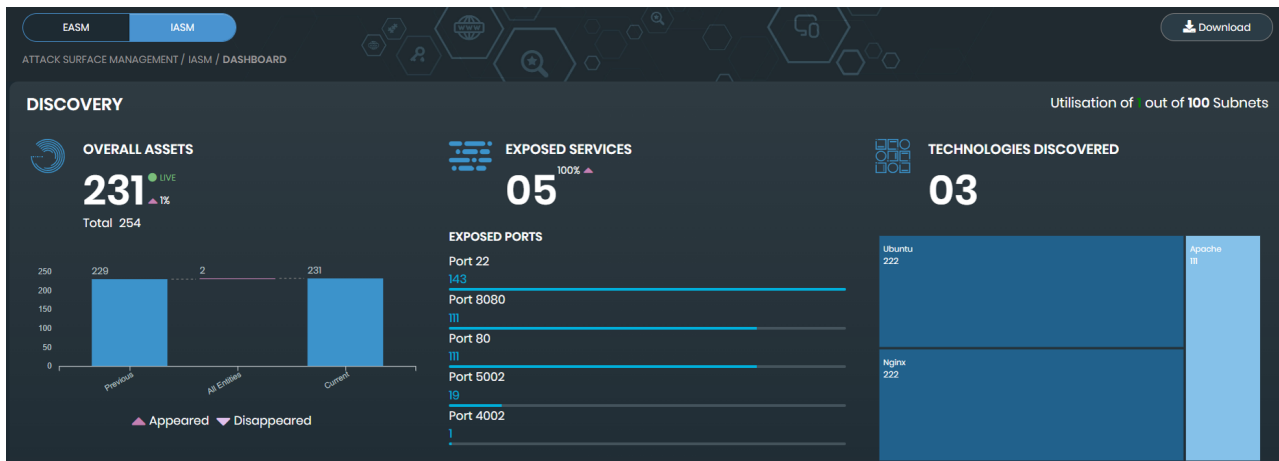 EASM IASM
Download
ATTACK SURFACE MANAGEMENT / IASM / DASHBOARD
WWW
DISCOVERY
Utilisation of 1 out of 100 Subnets
OVERALL ASSETS
231 LIVE
1%
Total 254
250
200
150
100
50
0
229
2
231
Previous
All Entities
Current
Appeared Disappeared
EXPOSED SERVICES
05 100%
EXPOSED PORTS
Port 22
143
Port 8080
111
Port 80
111
Port 5002
19
Port 4002
1
TECHNOLOGIES DISCOVERED
03
Ubuntu
222
Nginx
222
Apache
111